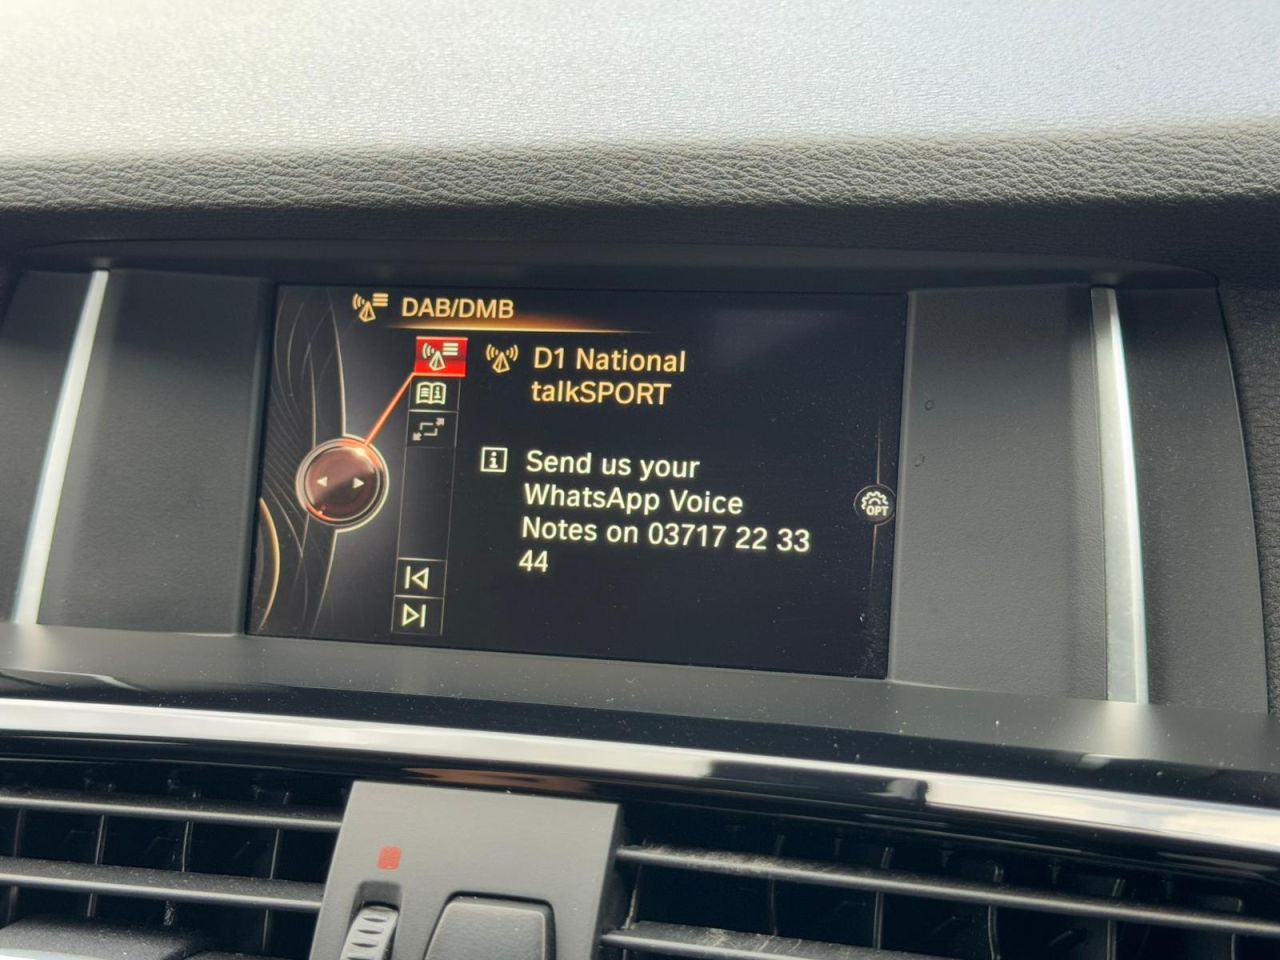 DAB/DMB
D1 National
talkSPORT
Send us your
WhatsApp Voice
Notes on 03717 22 33
44
OPT